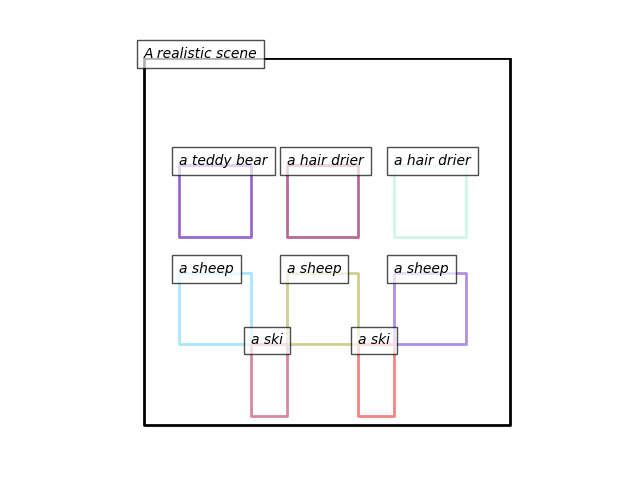 A realistic scene
a teddy bear
a hair drier
a hair drier
a sheep
a sheep
a sheep
a ski
a ski